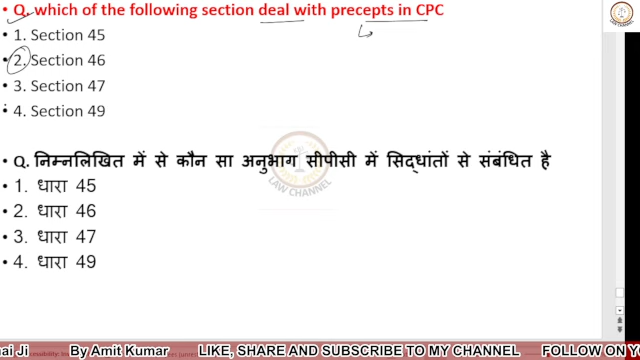 Q. which of the following section deal with precepts in CPC
• 1. Section 45
• 2. Section 46
• 3. Section 47
• 4. Section 49
• Q. निम्नलिखित में से कौन सा अनुभाग सीपीसी में सिद्धांतों से संबंधित है
• 1. धारा 45
• 2. धारा 46
• 3. धारा 47
• 4. धारा 49
LAW CHANNEL
nai Ji By Amit Kumar LIKE, SHARE AND SUBSCRIBE TO MY CHANNEL FOLLOW ON Y